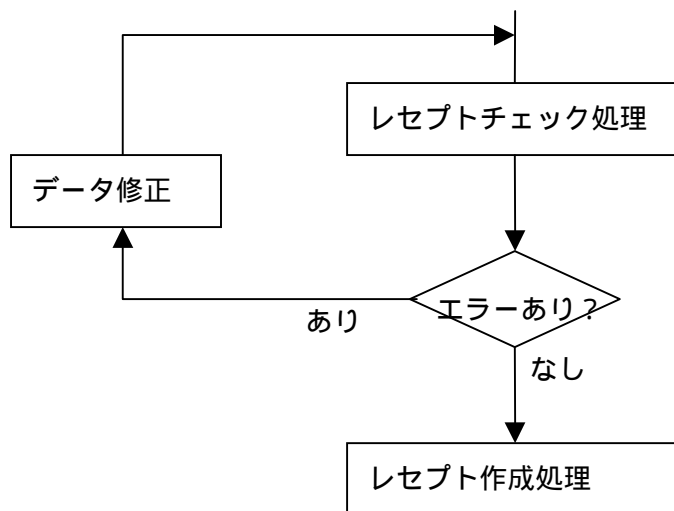 レセプトチェック処理
データ修正
エラーあり?
あり
なし
レセプト作成処理